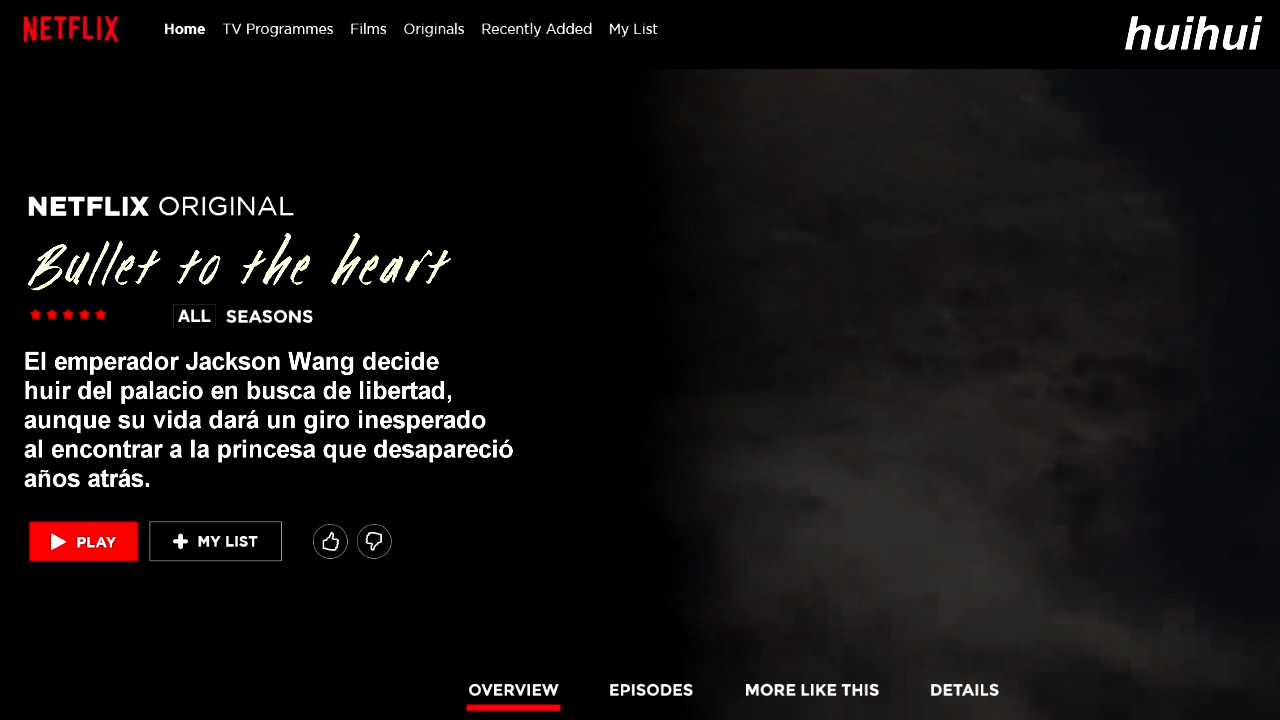 NETFLIX Home TV Programmes Films Originals Recently Added My List huihui
NETFLIX ORIGINAL
Bullet to the heart
ALL SEASONS
El emperador Jackson Wang decide
huir del palacio en busca de libertad,
aunque su vida dará un giro inesperado
al encontrar a la princesa que desapareció
años atrás.
PLAY MY LIST
OVERVIEW EPISODES MORE LIKE THIS DETAILS